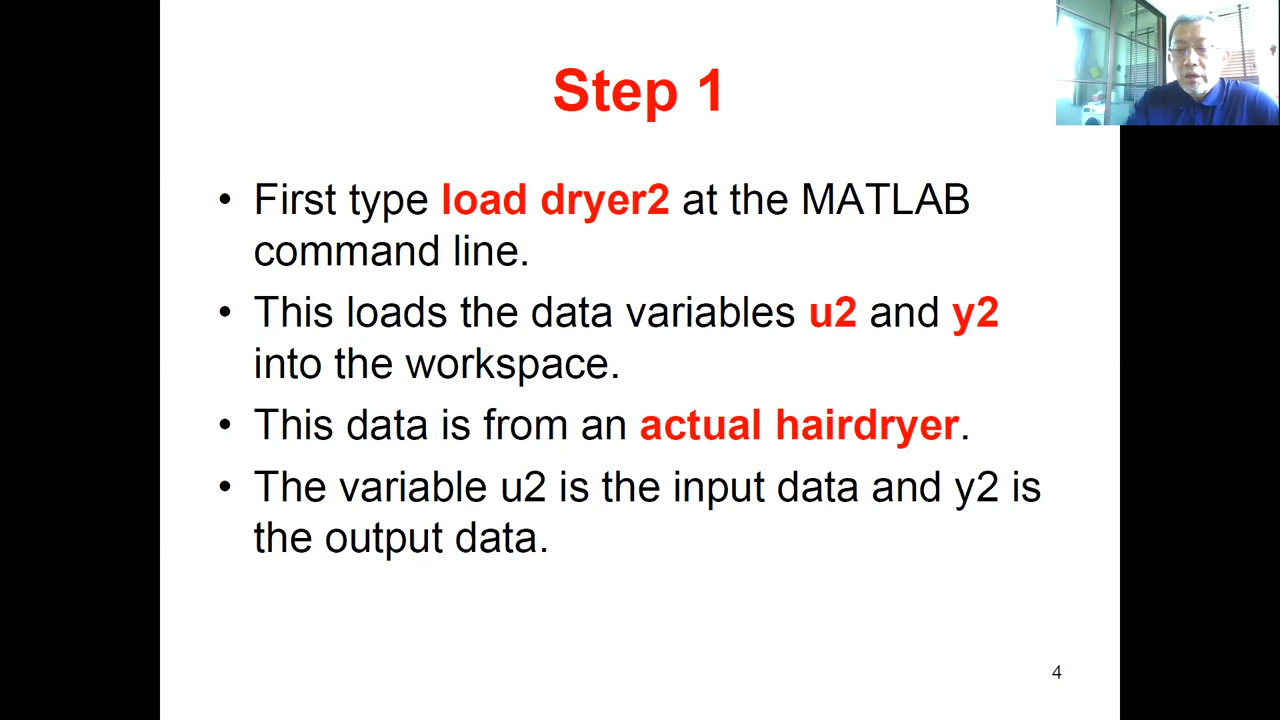 Step 1
• First type load dryer2 at the MATLAB
command line.
• This loads the data variables u2 and y2
into the workspace.
• This data is from an actual hairdryer.
• The variable u2 is the input data and y2 is
the output data.
4